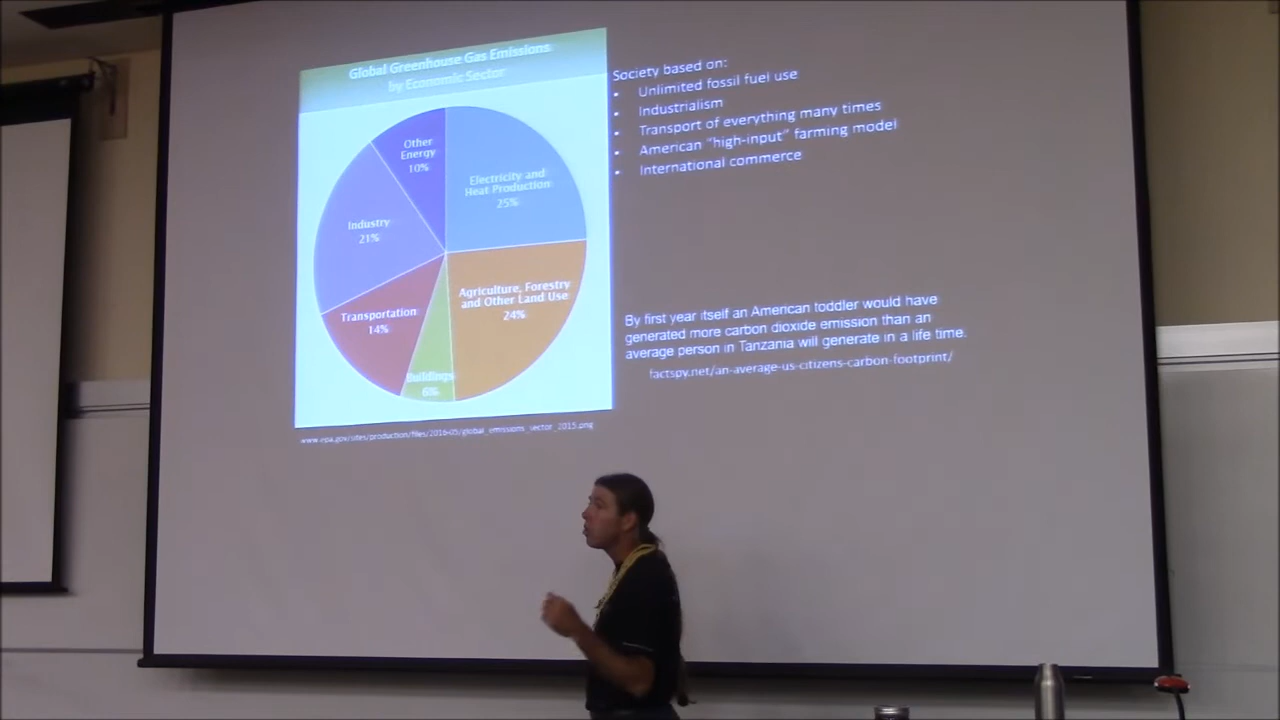 Global Greenhouse Gas Emissions
by Economic Sector
Other
Energy
10%
Electricity and
Heat Production
25%
Industry
21%
Agriculture, Forestry
and Other Land Use
24%
Transportation
14%
Buildings
6%
www.epa.gov/sites/production/files/2016-05/global_emissions_sector_2015.png
Society based on:
• Unlimited fossil fuel use
• Industrialism
• Transport of everything many times
• American "high-input" farming model
• International commerce
By first year itself an American toddler would have
generated more carbon dioxide emission than an
average person in Tanzania will generate in a life time.
factspy.net/an-average-us-citizens-carbon-footprint/